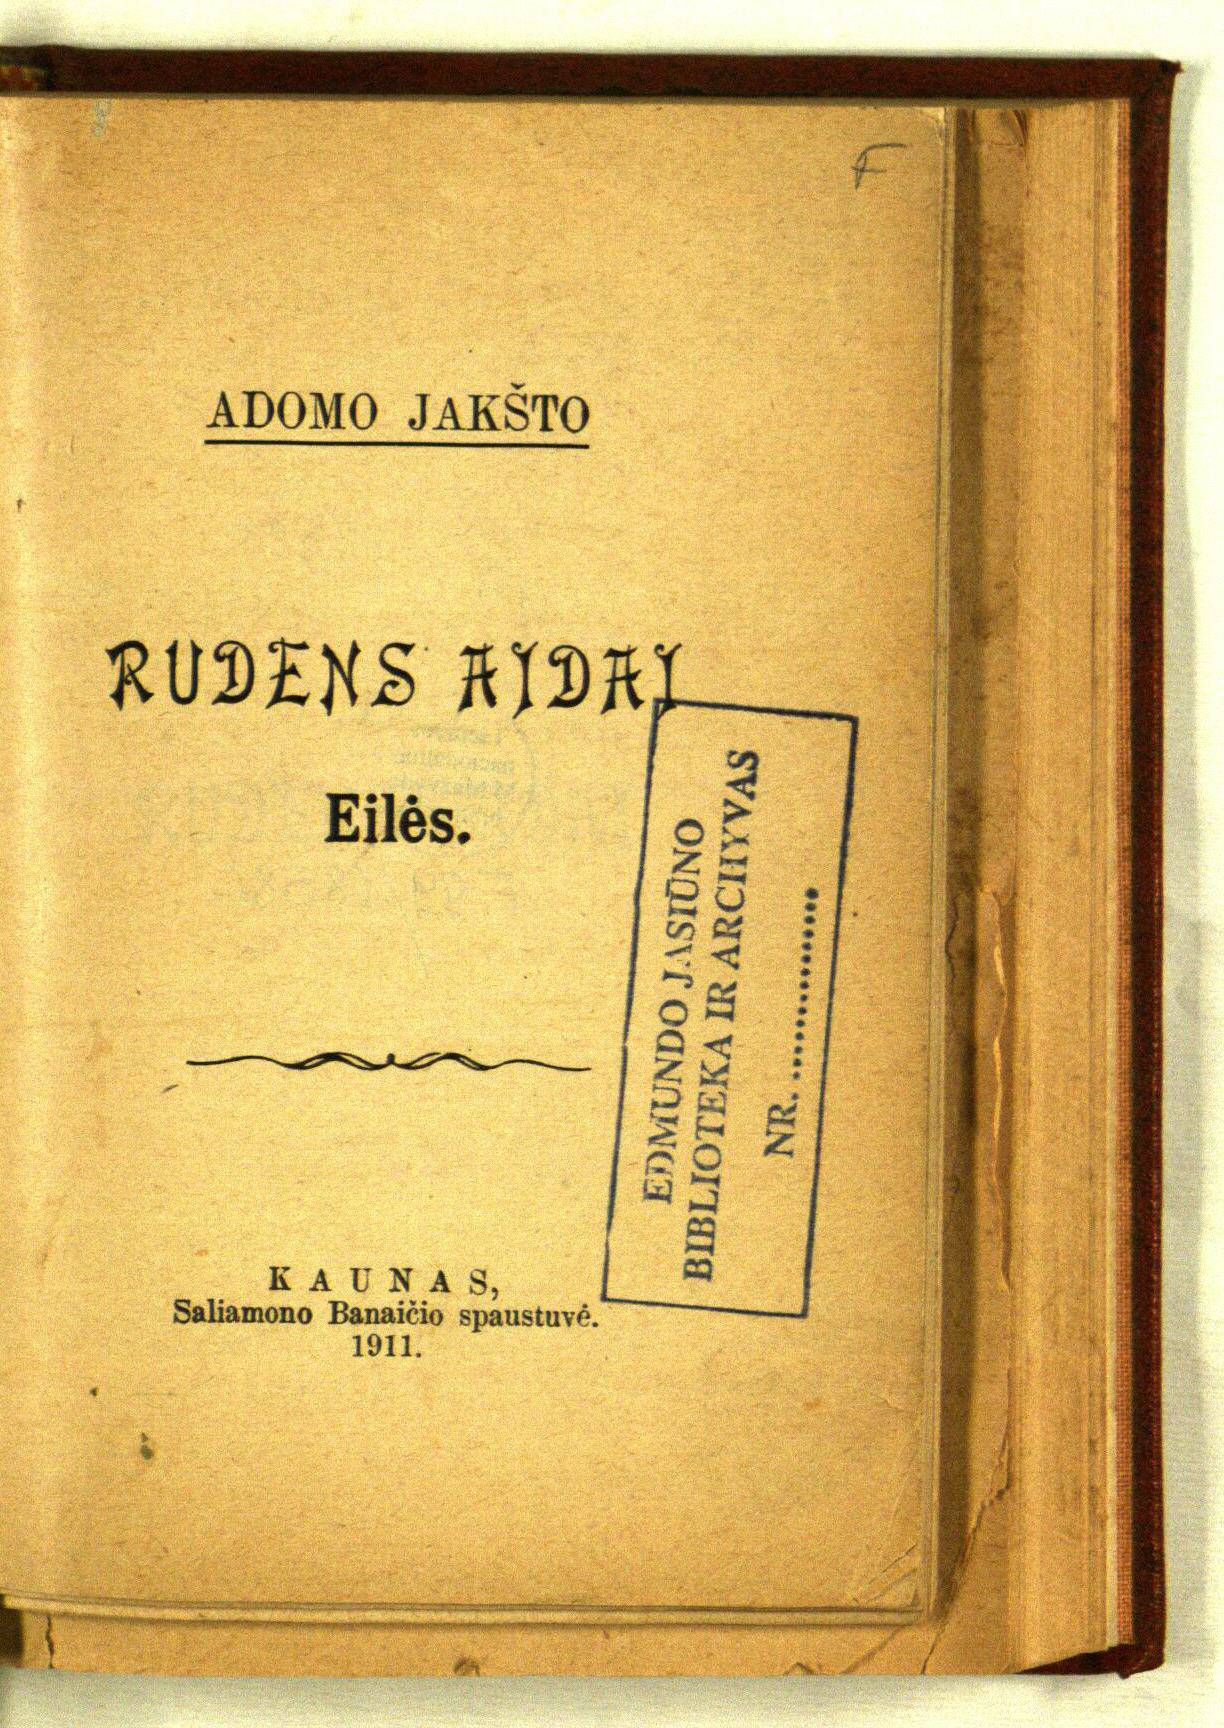 F
ADOMO JAKŠTO
RUDENS AIDAI
Eilės.
EDMUNDO JASIŪNO
BIBLIOTEKA IR ARCHYVAS
NR. ....................
KAUNAS,
Saliamono Banaičio spaustuvė.
1911.